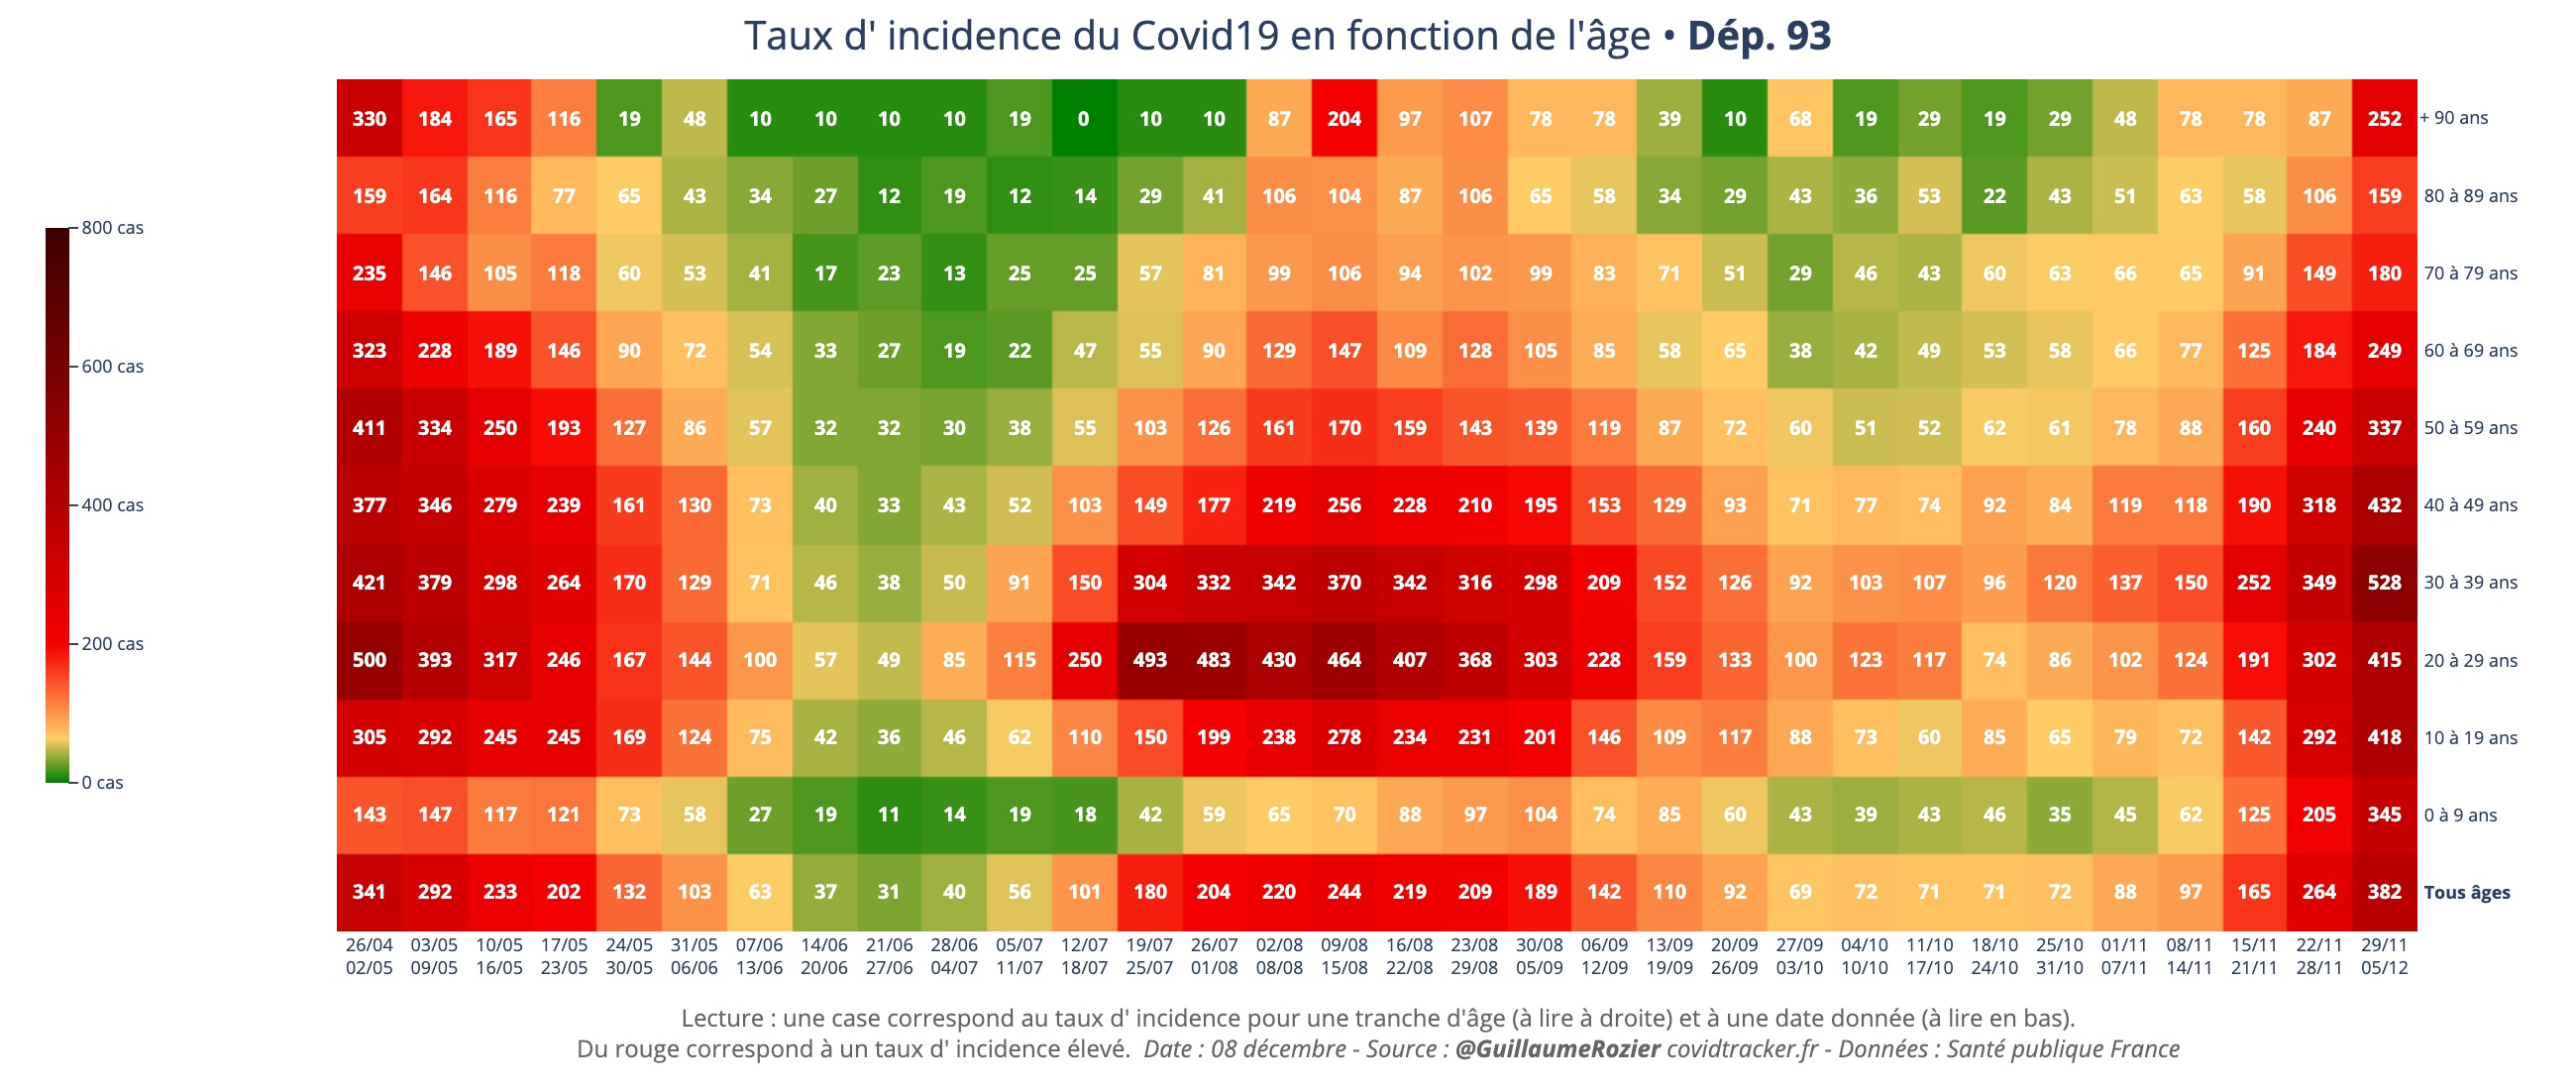 Taux d' incidence du Covid19 en fonction de l'âge • Dép. 93
800 cas
600 cas
400 cas
200 cas
0 cas
330 184 165 116 19 48 10 10 10 10 19 0 10 10 87 204 97 107 78 78 39 10 68 19 29 19 29 48 78 78 87 252 + 90 ans
159 164 116 77 65 43 34 27 12 19 12 14 29 41 106 104 87 106 65 58 34 29 43 36 53 22 43 51 63 58 106 159 80 à 89 ans
235 146 105 118 60 53 41 17 23 13 25 25 57 81 99 106 94 102 99 83 71 51 29 46 43 60 63 66 65 91 149 180 70 à 79 ans
323 228 189 146 90 72 54 33 27 19 22 47 55 90 129 147 109 128 105 85 58 65 38 42 49 53 58 66 77 125 184 249 60 à 69 ans
411 334 250 193 127 86 57 32 32 30 38 55 103 126 161 170 159 143 139 119 87 72 60 51 52 62 61 78 88 160 240 337 50 à 59 ans
377 346 279 239 161 130 73 40 33 43 52 103 149 177 219 256 228 210 195 153 129 93 71 77 74 92 84 119 118 190 318 432 40 à 49 ans
421 379 298 264 170 129 71 46 38 50 91 150 304 332 342 370 342 316 298 209 152 126 92 103 107 96 120 137 150 252 349 528 30 à 39 ans
500 393 317 246 167 144 100 57 49 85 115 250 493 483 430 464 407 368 303 228 159 133 100 123 117 74 86 102 124 191 302 415 20 à 29 ans
305 292 245 245 169 124 75 42 36 46 62 110 150 199 238 278 234 231 201 146 109 117 88 73 60 85 65 79 72 142 292 418 10 à 19 ans
143 147 117 121 73 58 27 19 11 14 19 18 42 59 65 70 88 97 104 74 85 60 43 39 43 46 35 45 62 125 205 345 0 à 9 ans
341 292 233 202 132 103 63 37 31 40 56 101 180 204 220 244 219 209 189 142 110 92 69 72 71 71 72 88 97 165 264 382 Tous âges
26/04 03/05 10/05 17/05 24/05 31/05 07/06 14/06 21/06 28/06 05/07 12/07 19/07 26/07 02/08 09/08 16/08 23/08 30/08 06/09 13/09 20/09 27/09 04/10 11/10 18/10 25/10 01/11 08/11 15/11 22/11 29/11
02/05 09/05 16/05 23/05 30/05 06/06 13/06 20/06 27/06 04/07 11/07 18/07 25/07 01/08 08/08 15/08 22/08 29/08 05/09 12/09 19/09 26/09 03/10 10/10 17/10 24/10 31/10 07/11 14/11 21/11 28/11 05/12
Lecture : une case correspond au taux d' incidence pour une tranche d'âge (à lire à droite) et à une date donnée (à lire en bas).
Du rouge correspond à un taux d' incidence élevé. Date : 08 décembre - Source : @GuillaumeRozier covidtracker.fr - Données : Santé publique France